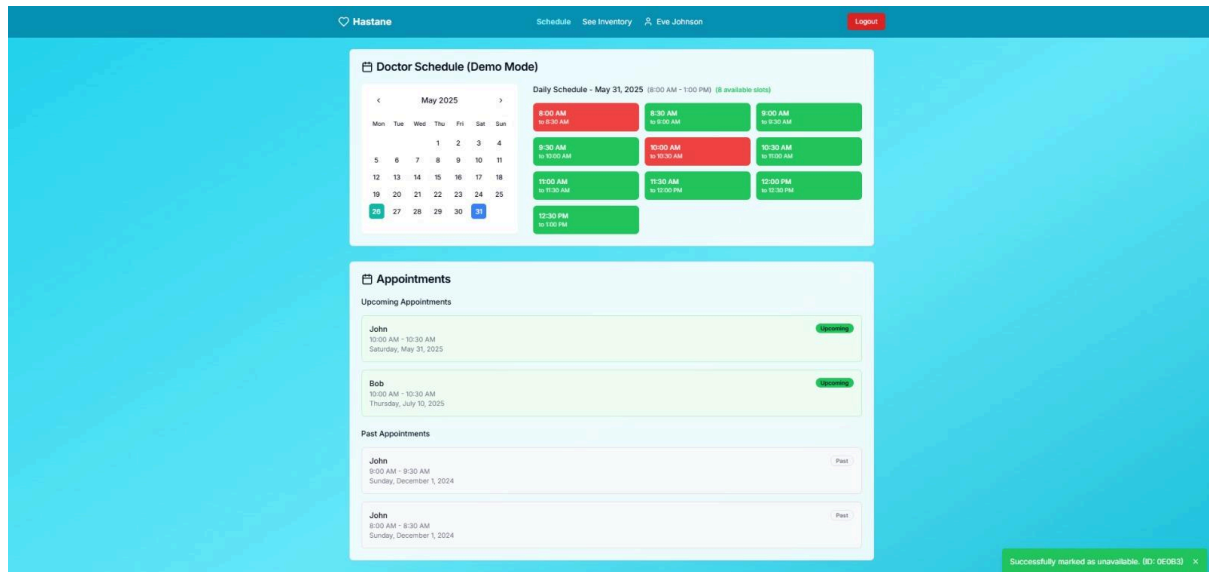 Hastane
Schedule See Inventory Eve Johnson
Logout
Doctor Schedule (Demo Mode)
May 2025
Mon Tue Wed Thu Fri Sat Sun
1 2 3 4
5 6 7 8 9 10 11
12 13 14 15 16 17 18
19 20 21 22 23 24 25
26 27 28 29 30 31
Daily Schedule - May 31, 2025 (8:00 AM - 1:00 PM) (8 available slots)
8:00 AM
to 8:30 AM
8:30 AM
to 9:00 AM
9:00 AM
to 9:30 AM
9:30 AM
to 10:00 AM
10:00 AM
to 10:30 AM
10:30 AM
to 11:00 AM
11:00 AM
to 11:30 AM
11:30 AM
to 12:00 PM
12:00 PM
to 12:30 PM
12:30 PM
to 1:00 PM
Appointments
Upcoming Appointments
John
10:00 AM - 10:30 AM
Saturday, May 31, 2025
Upcoming
Bob
10:00 AM - 10:30 AM
Thursday, July 10, 2025
Upcoming
Past Appointments
John
9:00 AM - 9:30 AM
Sunday, December 1, 2024
Past
John
8:00 AM - 8:30 AM
Sunday, December 1, 2024
Past
Successfully marked as unavailable. (ID: 0E0B3)